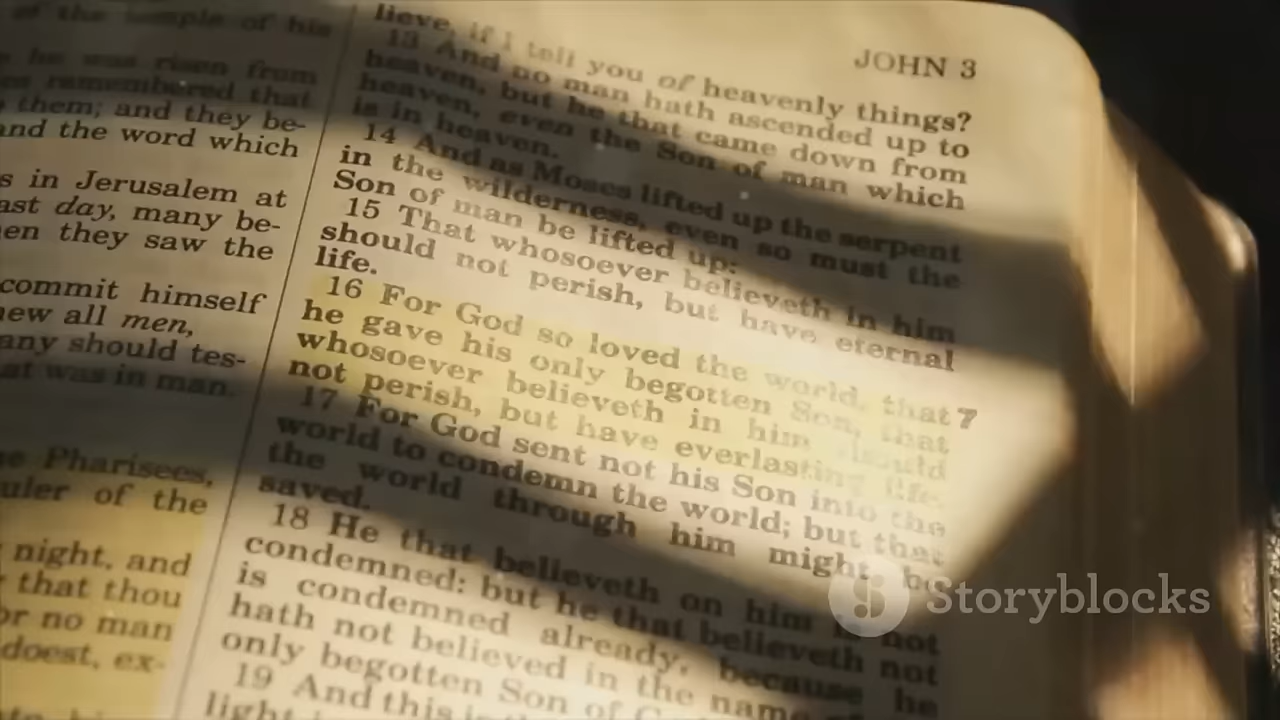 of the temple of his
he was risen from
remembered that
them; and they be-
and the word which
s in Jerusalem at
ast day, many be-
en they saw the
commit himself
ew all men,
any should tes-
at was in man.
Pharisees,
uler of the
night, and
that thou
or no man
doest, ex-
JOHN 3
lieve, if I tell you of heavenly things?
13 And no man hath ascended up to
heaven, but he that came down from
heaven, even the Son of man which
is in heaven.
14 And as Moses lifted up the serpent
in the wilderness, even so must the
Son of man be lifted up:
15 That whosoever believeth in him
should not perish, but have eternal
life.
16 For God so loved the world, that 7
he gave his only begotten Son, that
whosoever believeth in him should
not perish, but have everlasting life.
17 For God sent not his Son into the
world to condemn the world; but that
the world through him might be
saved.
18 He that believeth on him is not
condemned: but he that believeth not
is condemned already, because he
hath not believed in the name of
only begotten Son of
19 And this is
light
Storyblocks